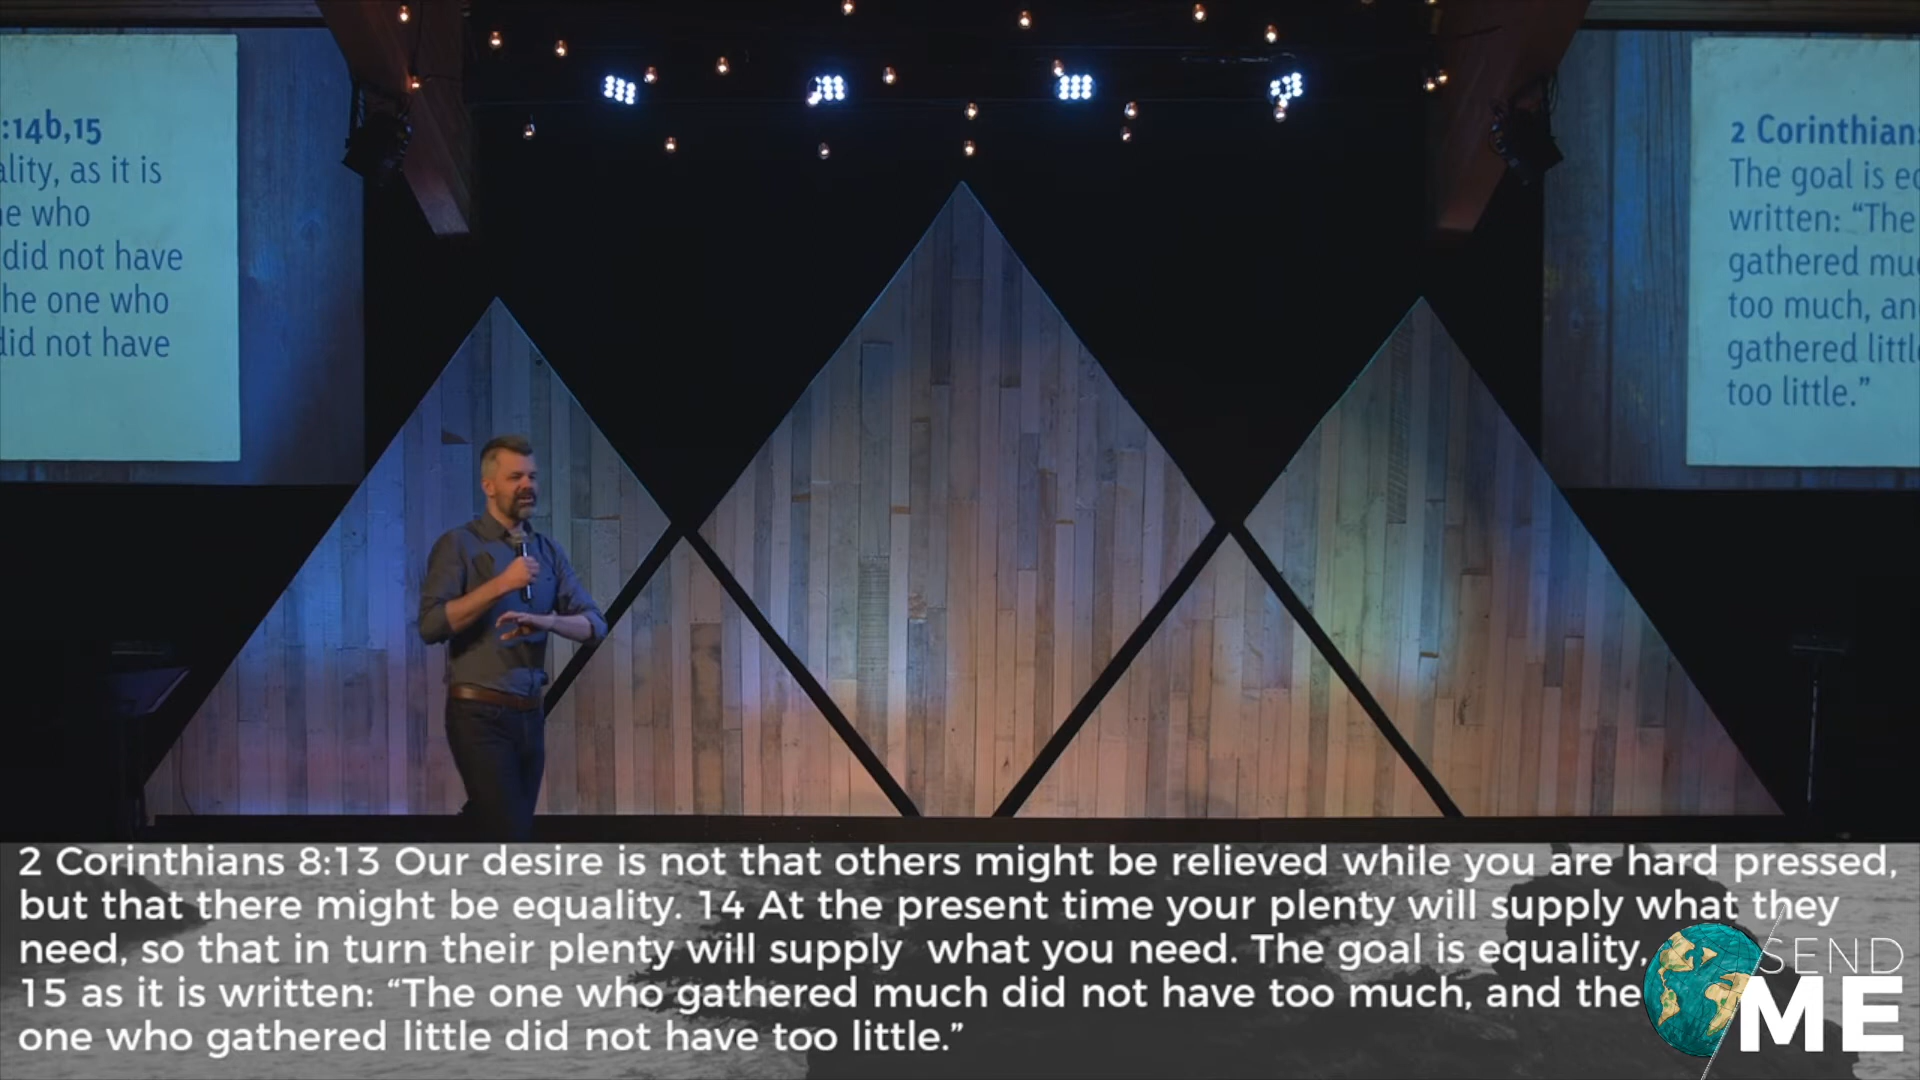 :14b,15
ality, as it is
ne who
did not have
he one who
did not have
2 Corinthian
The goal is eq
written: “The
gathered mu
too much, an
gathered little
too little.”
2 Corinthians 8:13 Our desire is not that others might be relieved while you are hard pressed,
but that there might be equality. 14 At the present time your plenty will supply what they
need, so that in turn their plenty will supply what you need. The goal is equality,
15 as it is written: “The one who gathered much did not have too much, and the
one who gathered little did not have too little.”
SEND
ME